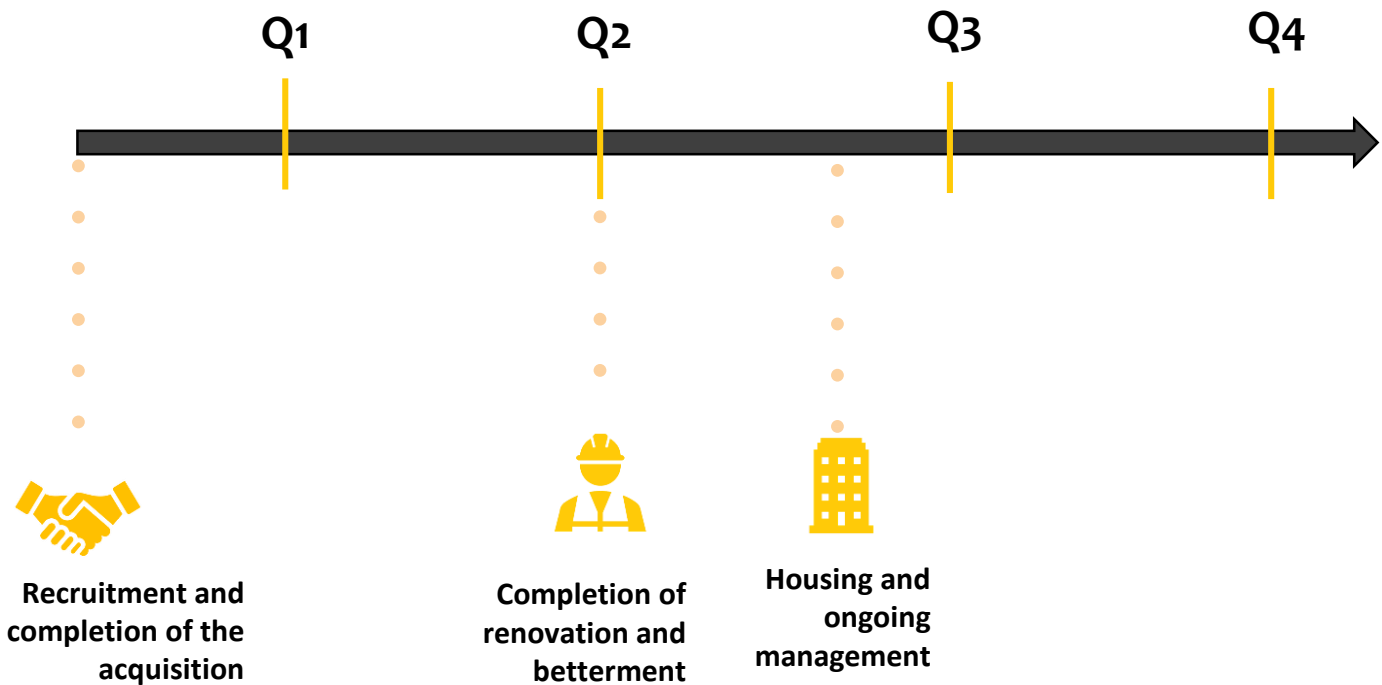 Q1
Q2
Q3
Q4
Recruitment and
completion of the
acquisition
Completion of
renovation and
betterment
Housing and
ongoing
management